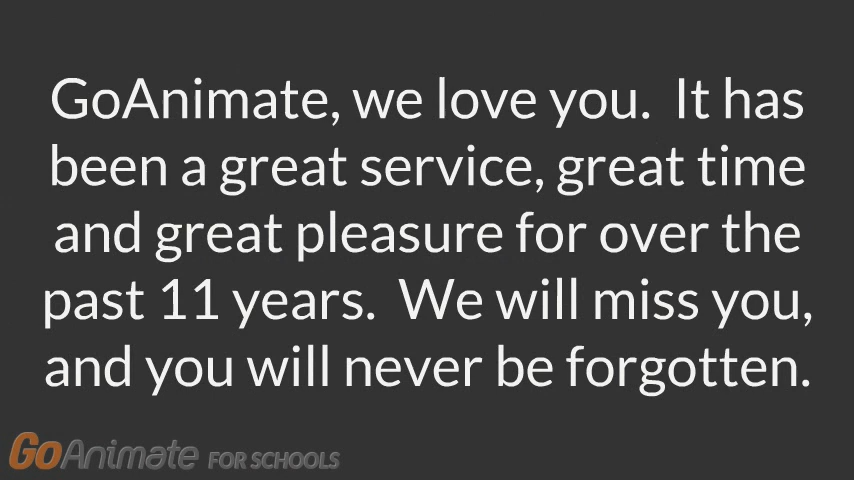 GoAnimate, we love you.  It has
been a great service, great time
and great pleasure for over the
past 11 years.  We will miss you,
and you will never be forgotten.
GoAnimate FOR SCHOOLS